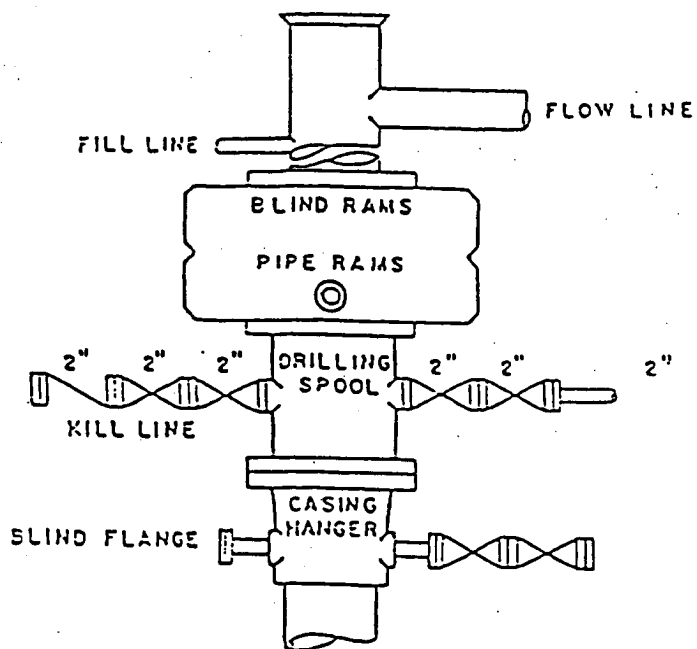 FLOW LINE
FILL LINE
BLIND RAMS
PIPE RAMS
2" 2" 2" DRILLING SPOOL 2" 2" 2"
KILL LINE
CASING
HANGER
BLIND FLANGE